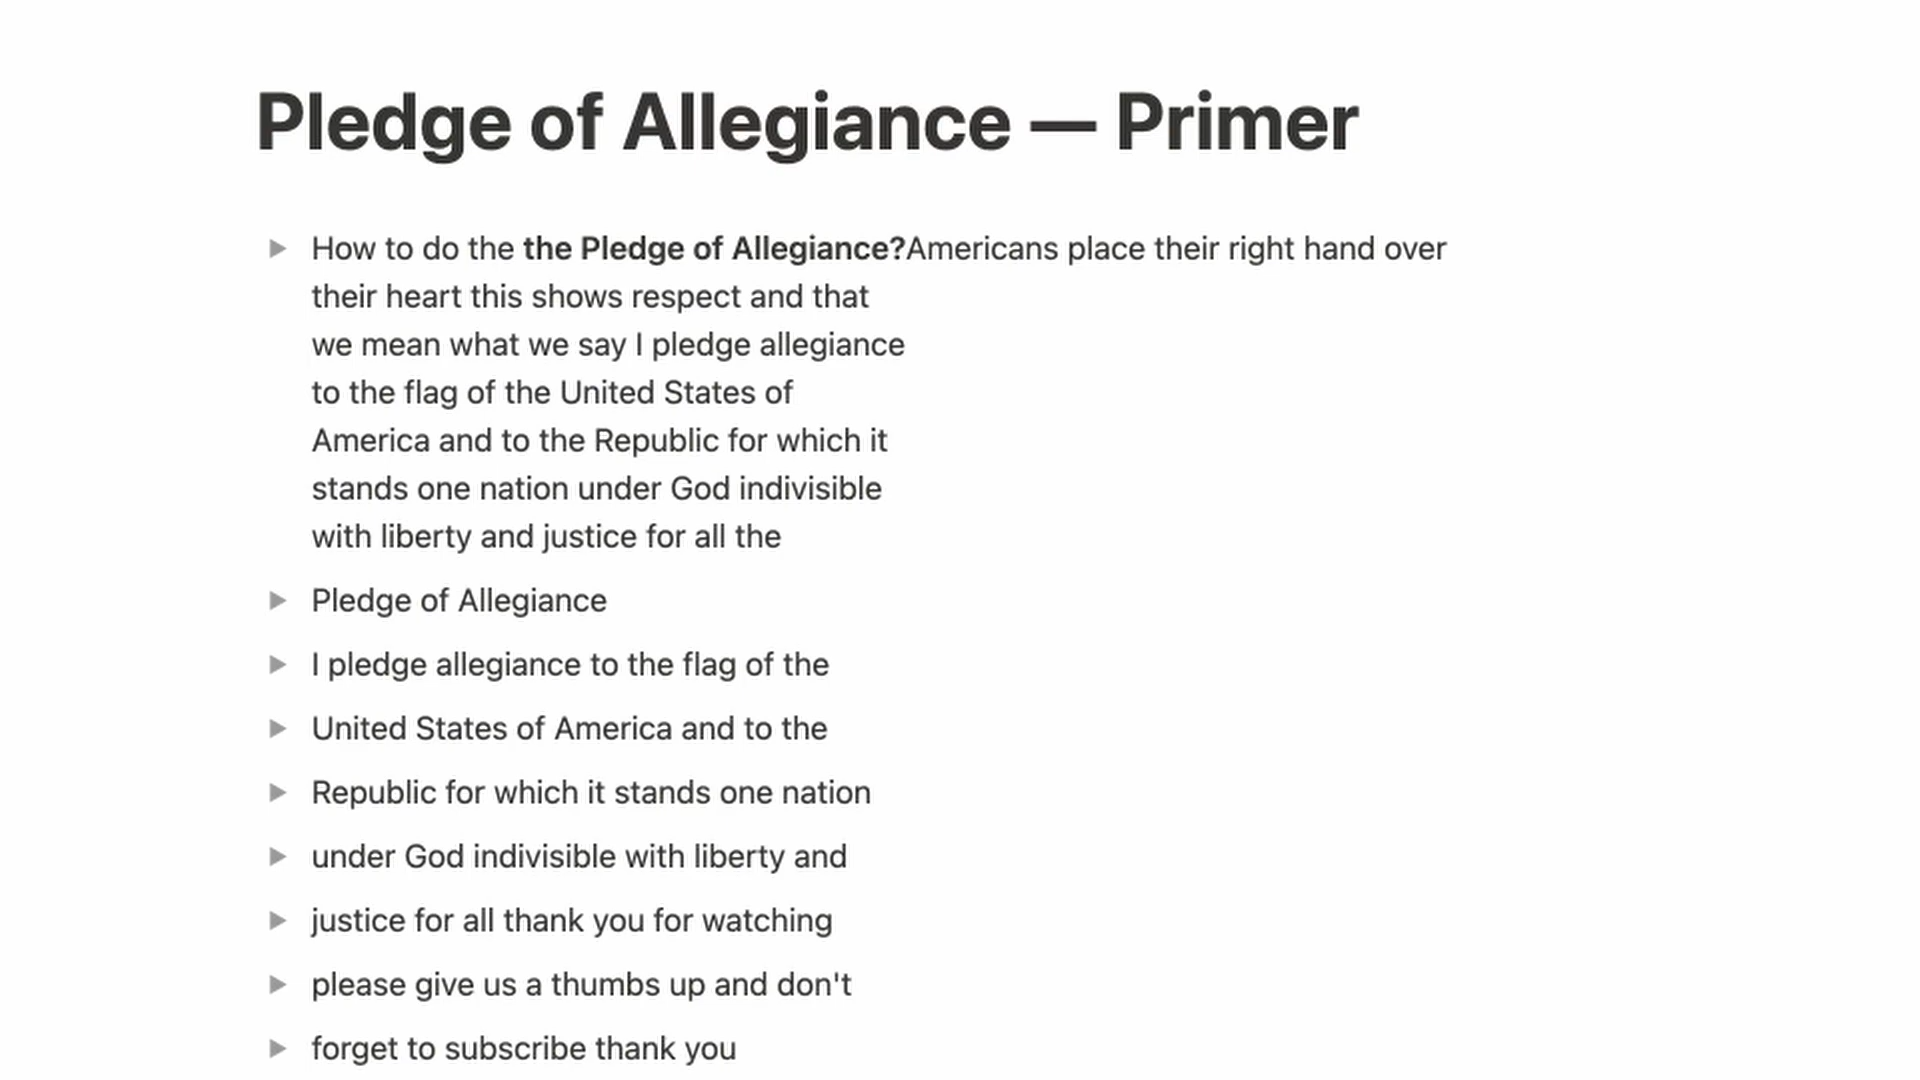 Pledge of Allegiance — Primer
How to do the the Pledge of Allegiance?Americans place their right hand over
their heart this shows respect and that
we mean what we say I pledge allegiance
to the flag of the United States of
America and to the Republic for which it
stands one nation under God indivisible
with liberty and justice for all the
Pledge of Allegiance
I pledge allegiance to the flag of the
United States of America and to the
Republic for which it stands one nation
under God indivisible with liberty and
justice for all thank you for watching
please give us a thumbs up and don't
forget to subscribe thank you